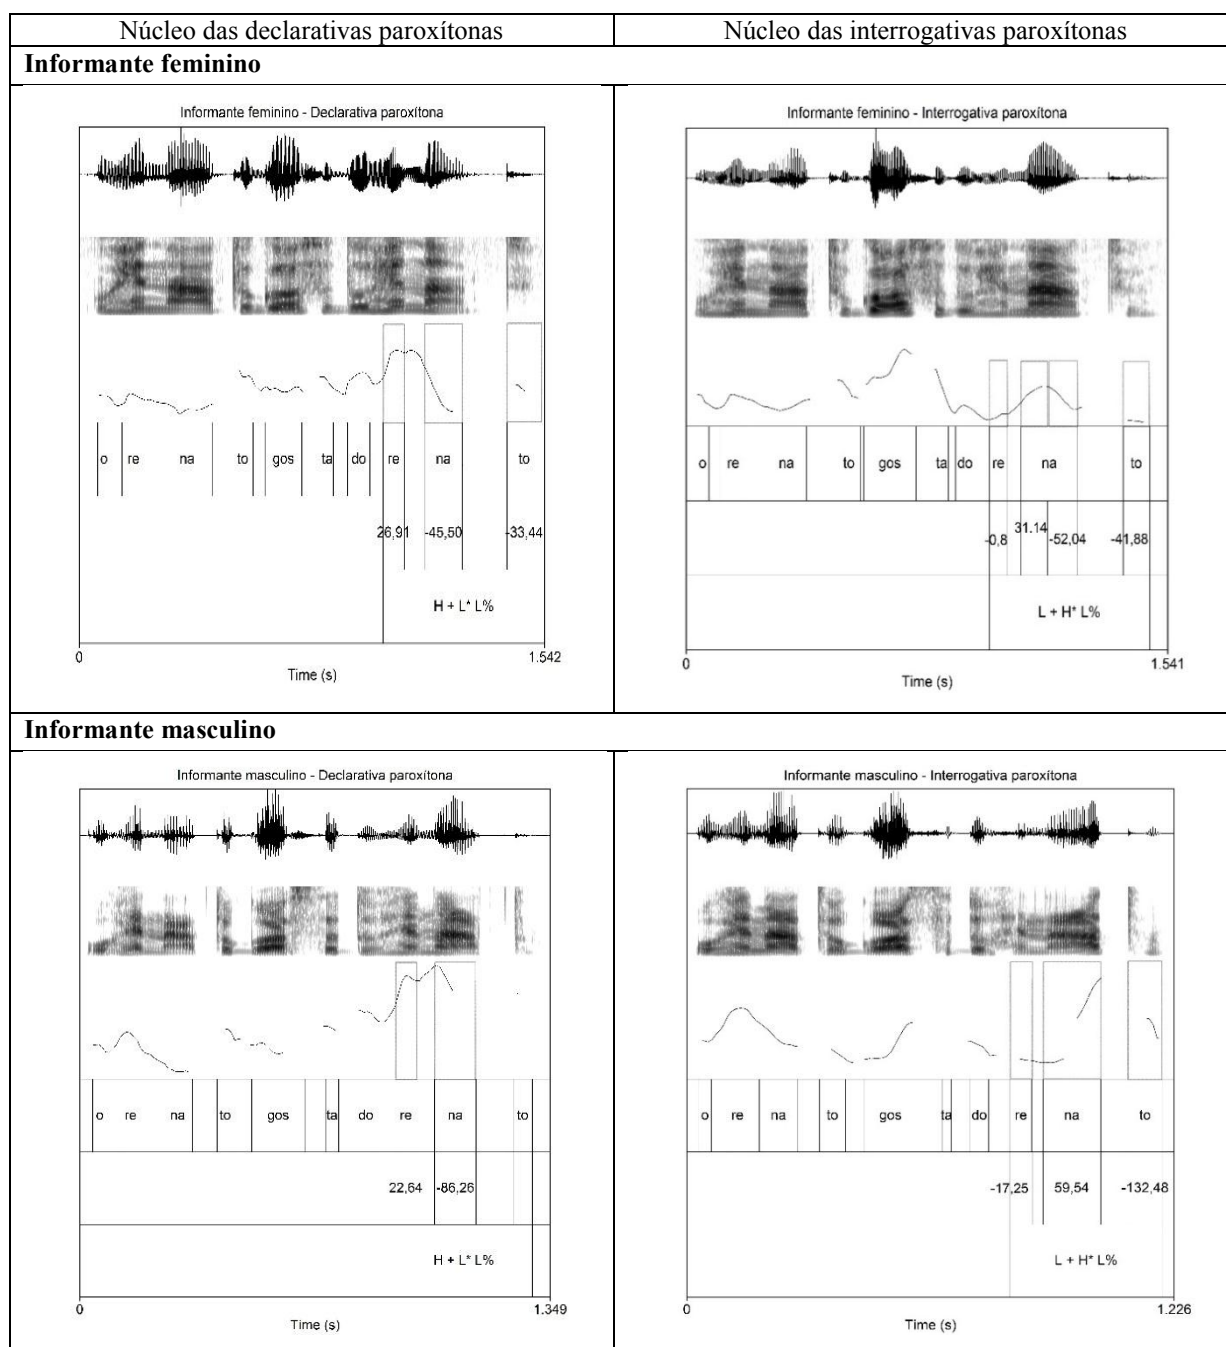 Núcleo das declarativas paroxítonas
Núcleo das interrogativas paroxítonas
Informante feminino
Informante feminino - Declarativa paroxítona
o re na to gos ta do re na to
26,91 -45,50 -33,44
H + L* L%
0 1.542
Time (s)
Informante feminino - Interrogativa paroxítona
o re na to gos ta do re na to
-0,8 31.14 -52,04 -41,88
L + H* L%
0 1.541
Time (s)
Informante masculino
Informante masculino - Declarativa paroxítona
o re na to gos ta do re na to
22,64 -86,26
H + L* L%
0 1.349
Time (s)
Informante masculino - Interrogativa paroxítona
o re na to gos ta do re na to
-17,25 59,54 -132,48
L + H* L%
0 1.226
Time (s)